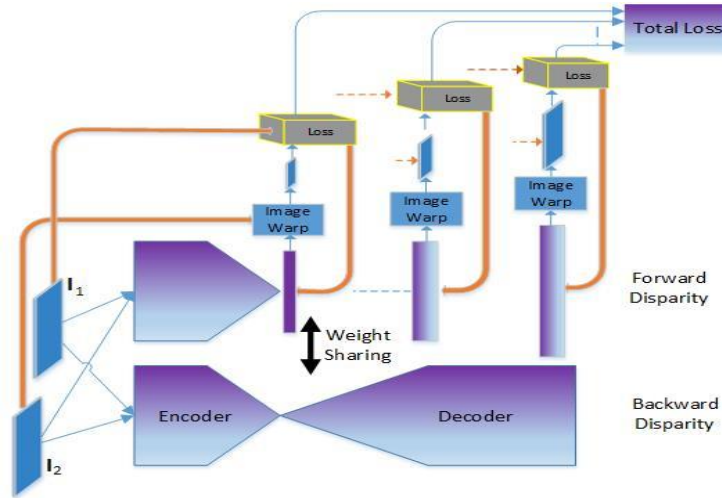 Total Loss
Loss
Loss
Loss
Image
Warp
Image
Warp
Image
Warp
I1
Forward
Disparity
Weight
Sharing
Encoder
Decoder
Backward
Disparity
I2